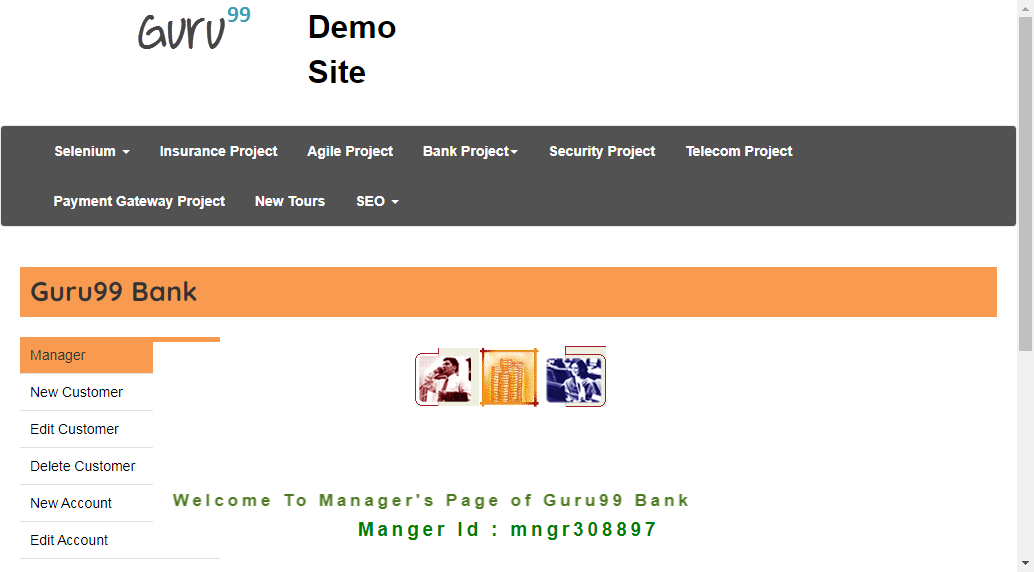 Guru99
Demo
Site
Selenium
Insurance Project
Agile Project
Bank Project
Security Project
Telecom Project
Payment Gateway Project
New Tours
SEO
Guru99 Bank
Manager
New Customer
Edit Customer
Delete Customer
New Account
Edit Account
Welcome To Manager's Page of Guru99 Bank
Manger Id : mngr308897